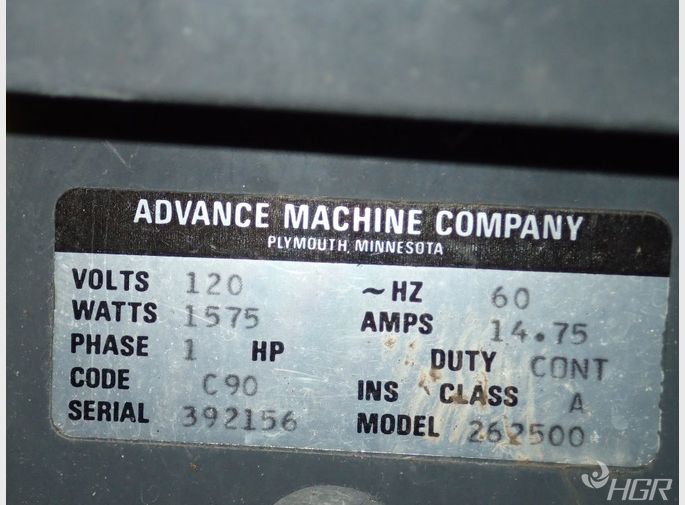 ADVANCE MACHINE COMPANY
PLYMOUTH, MINNESOTA
VOLTS 120 ~HZ 60
WATTS 1575 AMPS 14.75
PHASE 1 HP DUTY CONT
CODE C90 INS CLASS A
SERIAL 392156 MODEL 262500
HGR